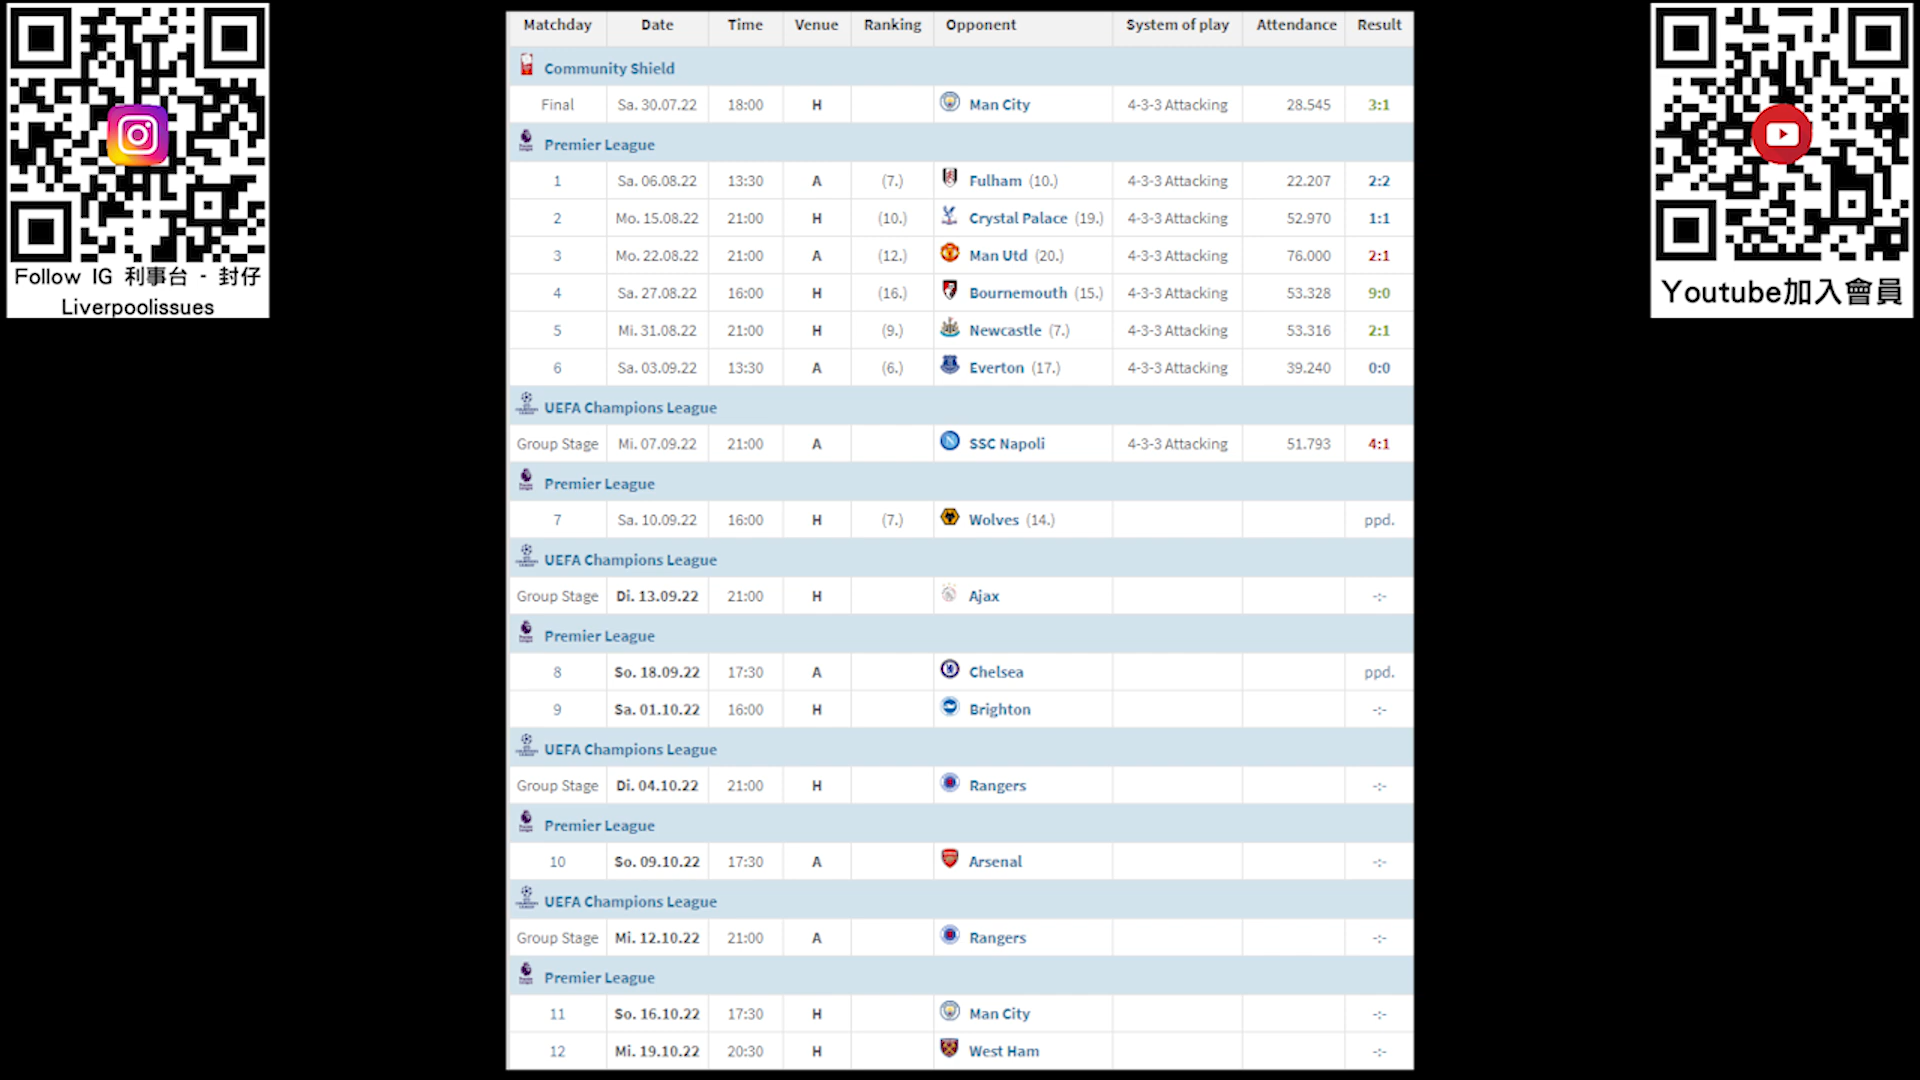 Follow IG 利事台 - 封仔
Liverpoolissues
Matchday Date Time Venue Ranking Opponent System of play Attendance Result
Community Shield
Final Sa. 30.07.22 18:00 H Man City 4-3-3 Attacking 28.545 3:1
Premier League
1 Sa. 06.08.22 13:30 A (7.) Fulham (10.) 4-3-3 Attacking 22.207 2:2
2 Mo. 15.08.22 21:00 H (10.) Crystal Palace (19.) 4-3-3 Attacking 52.970 1:1
3 Mo. 22.08.22 21:00 A (12.) Man Utd (20.) 4-3-3 Attacking 76.000 2:1
4 Sa. 27.08.22 16:00 H (16.) Bournemouth (15.) 4-3-3 Attacking 53.328 9:0
5 Mi. 31.08.22 21:00 H (9.) Newcastle (7.) 4-3-3 Attacking 53.316 2:1
6 Sa. 03.09.22 13:30 A (6.) Everton (17.) 4-3-3 Attacking 39.240 0:0
UEFA Champions League
Group Stage Mi. 07.09.22 21:00 A SSC Napoli 4-3-3 Attacking 51.793 4:1
Premier League
7 Sa. 10.09.22 16:00 H (7.) Wolves (14.) ppd.
UEFA Champions League
Group Stage Di. 13.09.22 21:00 H Ajax -:-
Premier League
8 So. 18.09.22 17:30 A Chelsea ppd.
9 Sa. 01.10.22 16:00 H Brighton -:-
UEFA Champions League
Group Stage Di. 04.10.22 21:00 H Rangers -:-
Premier League
10 So. 09.10.22 17:30 A Arsenal -:-
UEFA Champions League
Group Stage Mi. 12.10.22 21:00 A Rangers -:-
Premier League
11 So. 16.10.22 17:30 H Man City -:-
12 Mi. 19.10.22 20:30 H West Ham -:-
Youtube加入會員